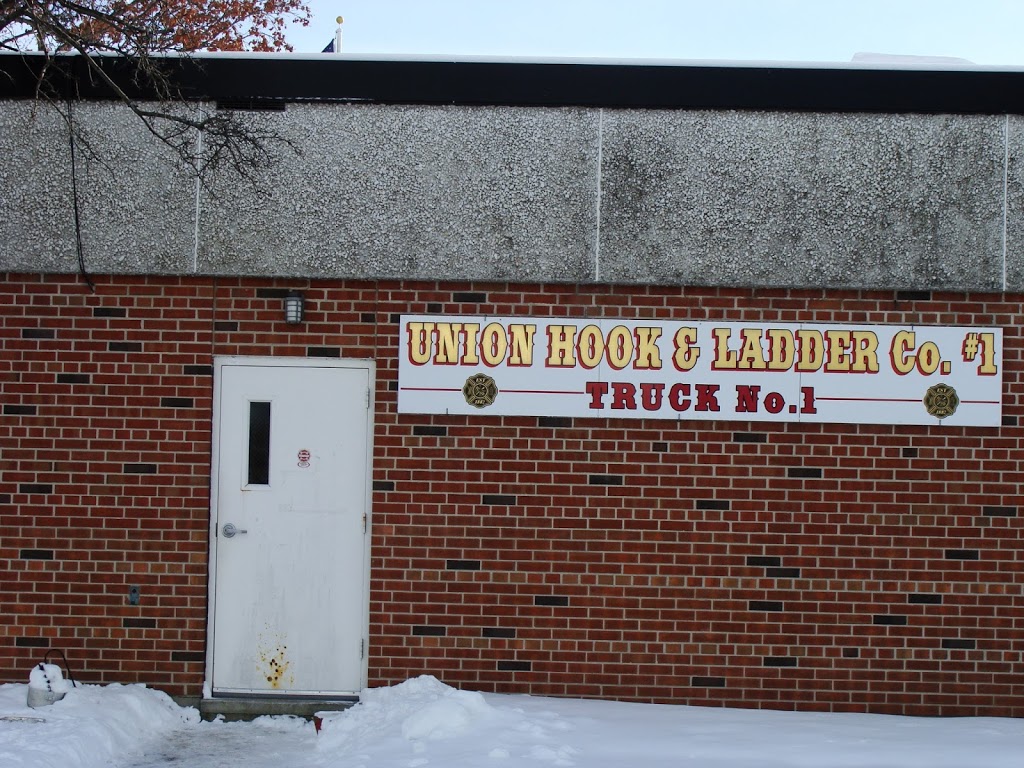 UNION HOOK & LADDER Co. #1
TRUCK No.1